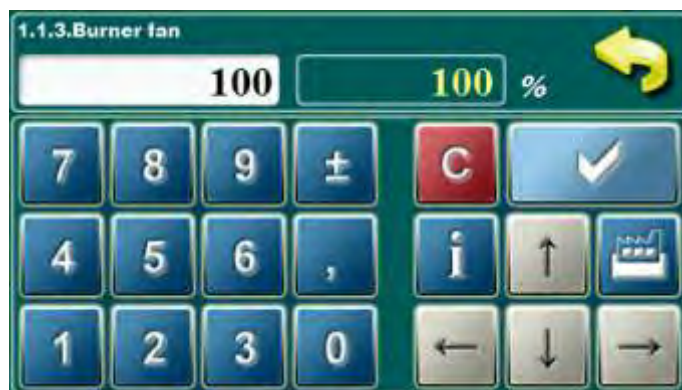 1.1.3.Burner fan
100 100 %
7 8 9 ± C
4 5 6 , i ↑
1 2 3 0 ← ↓ →